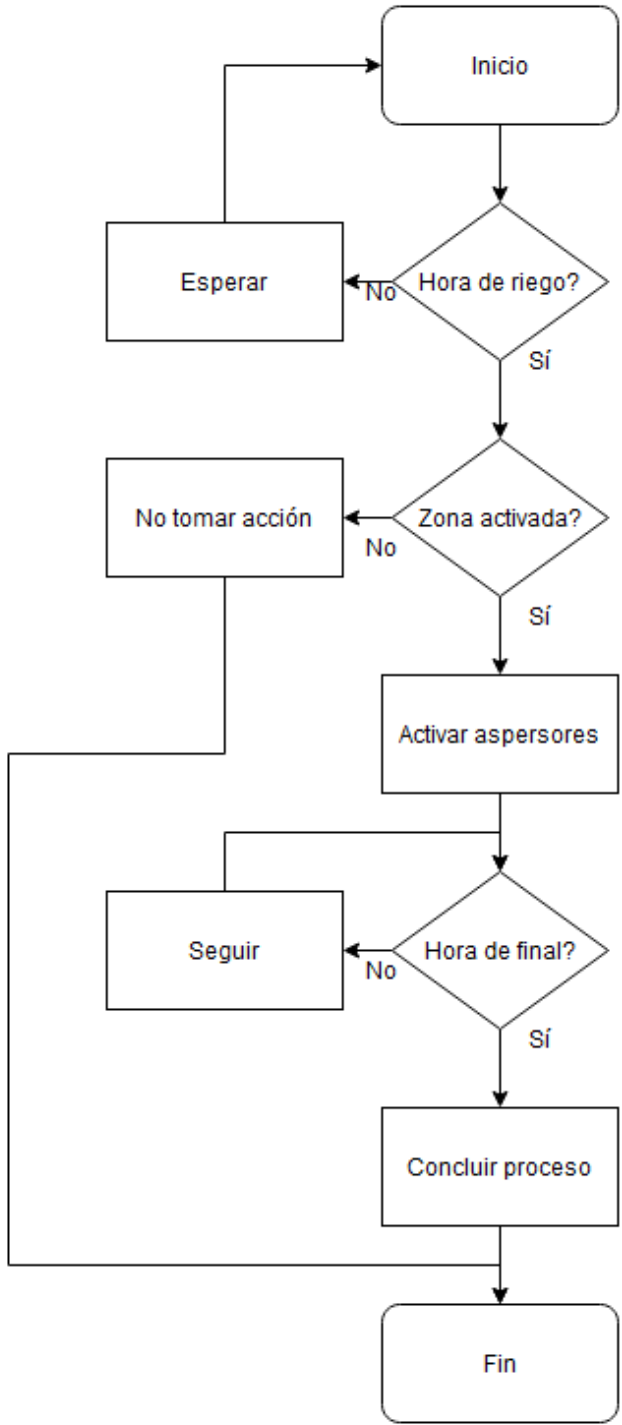 Inicio
Esperar
Hora de riego?
No
Sí
No tomar acción
Zona activada?
No
Sí
Activar aspersores
Seguir
Hora de final?
No
Sí
Concluir proceso
Fin